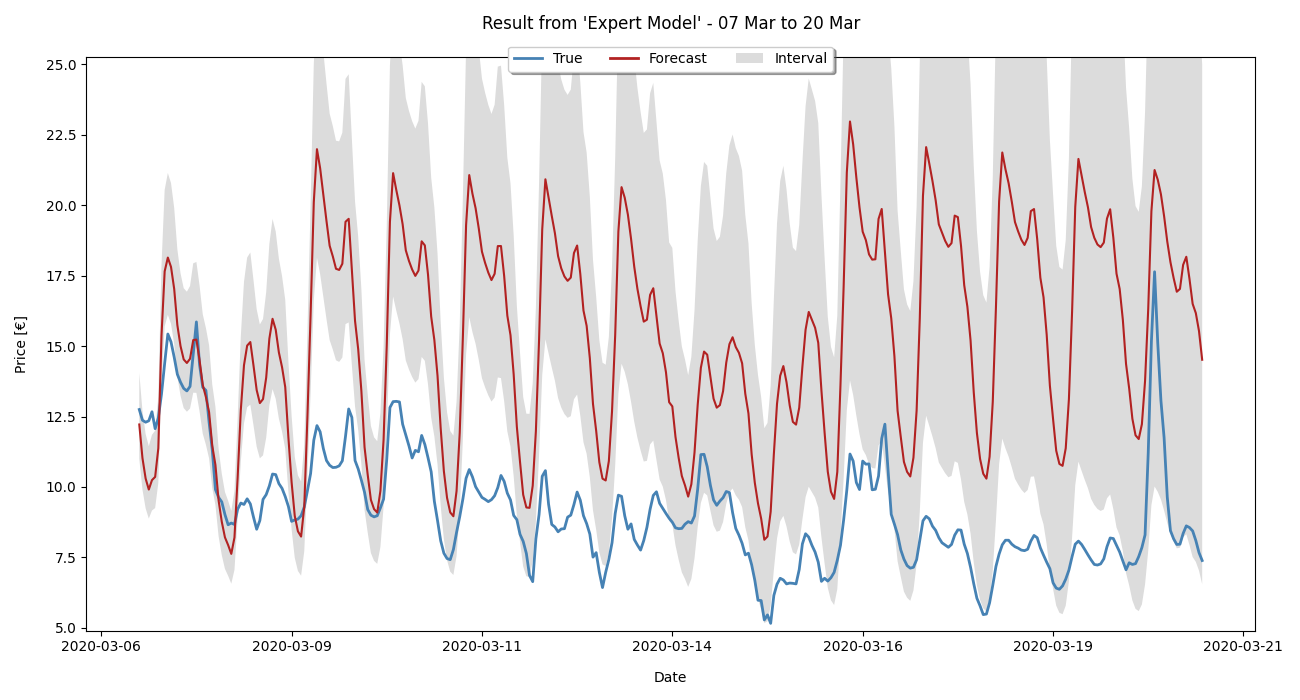 Result from 'Expert Model' - 07 Mar to 20 Mar
True Forecast Interval
Price [€]
25.0
22.5
20.0
17.5
15.0
12.5
10.0
7.5
5.0
2020-03-06 2020-03-09 2020-03-11 2020-03-14 2020-03-16 2020-03-19 2020-03-21
Date